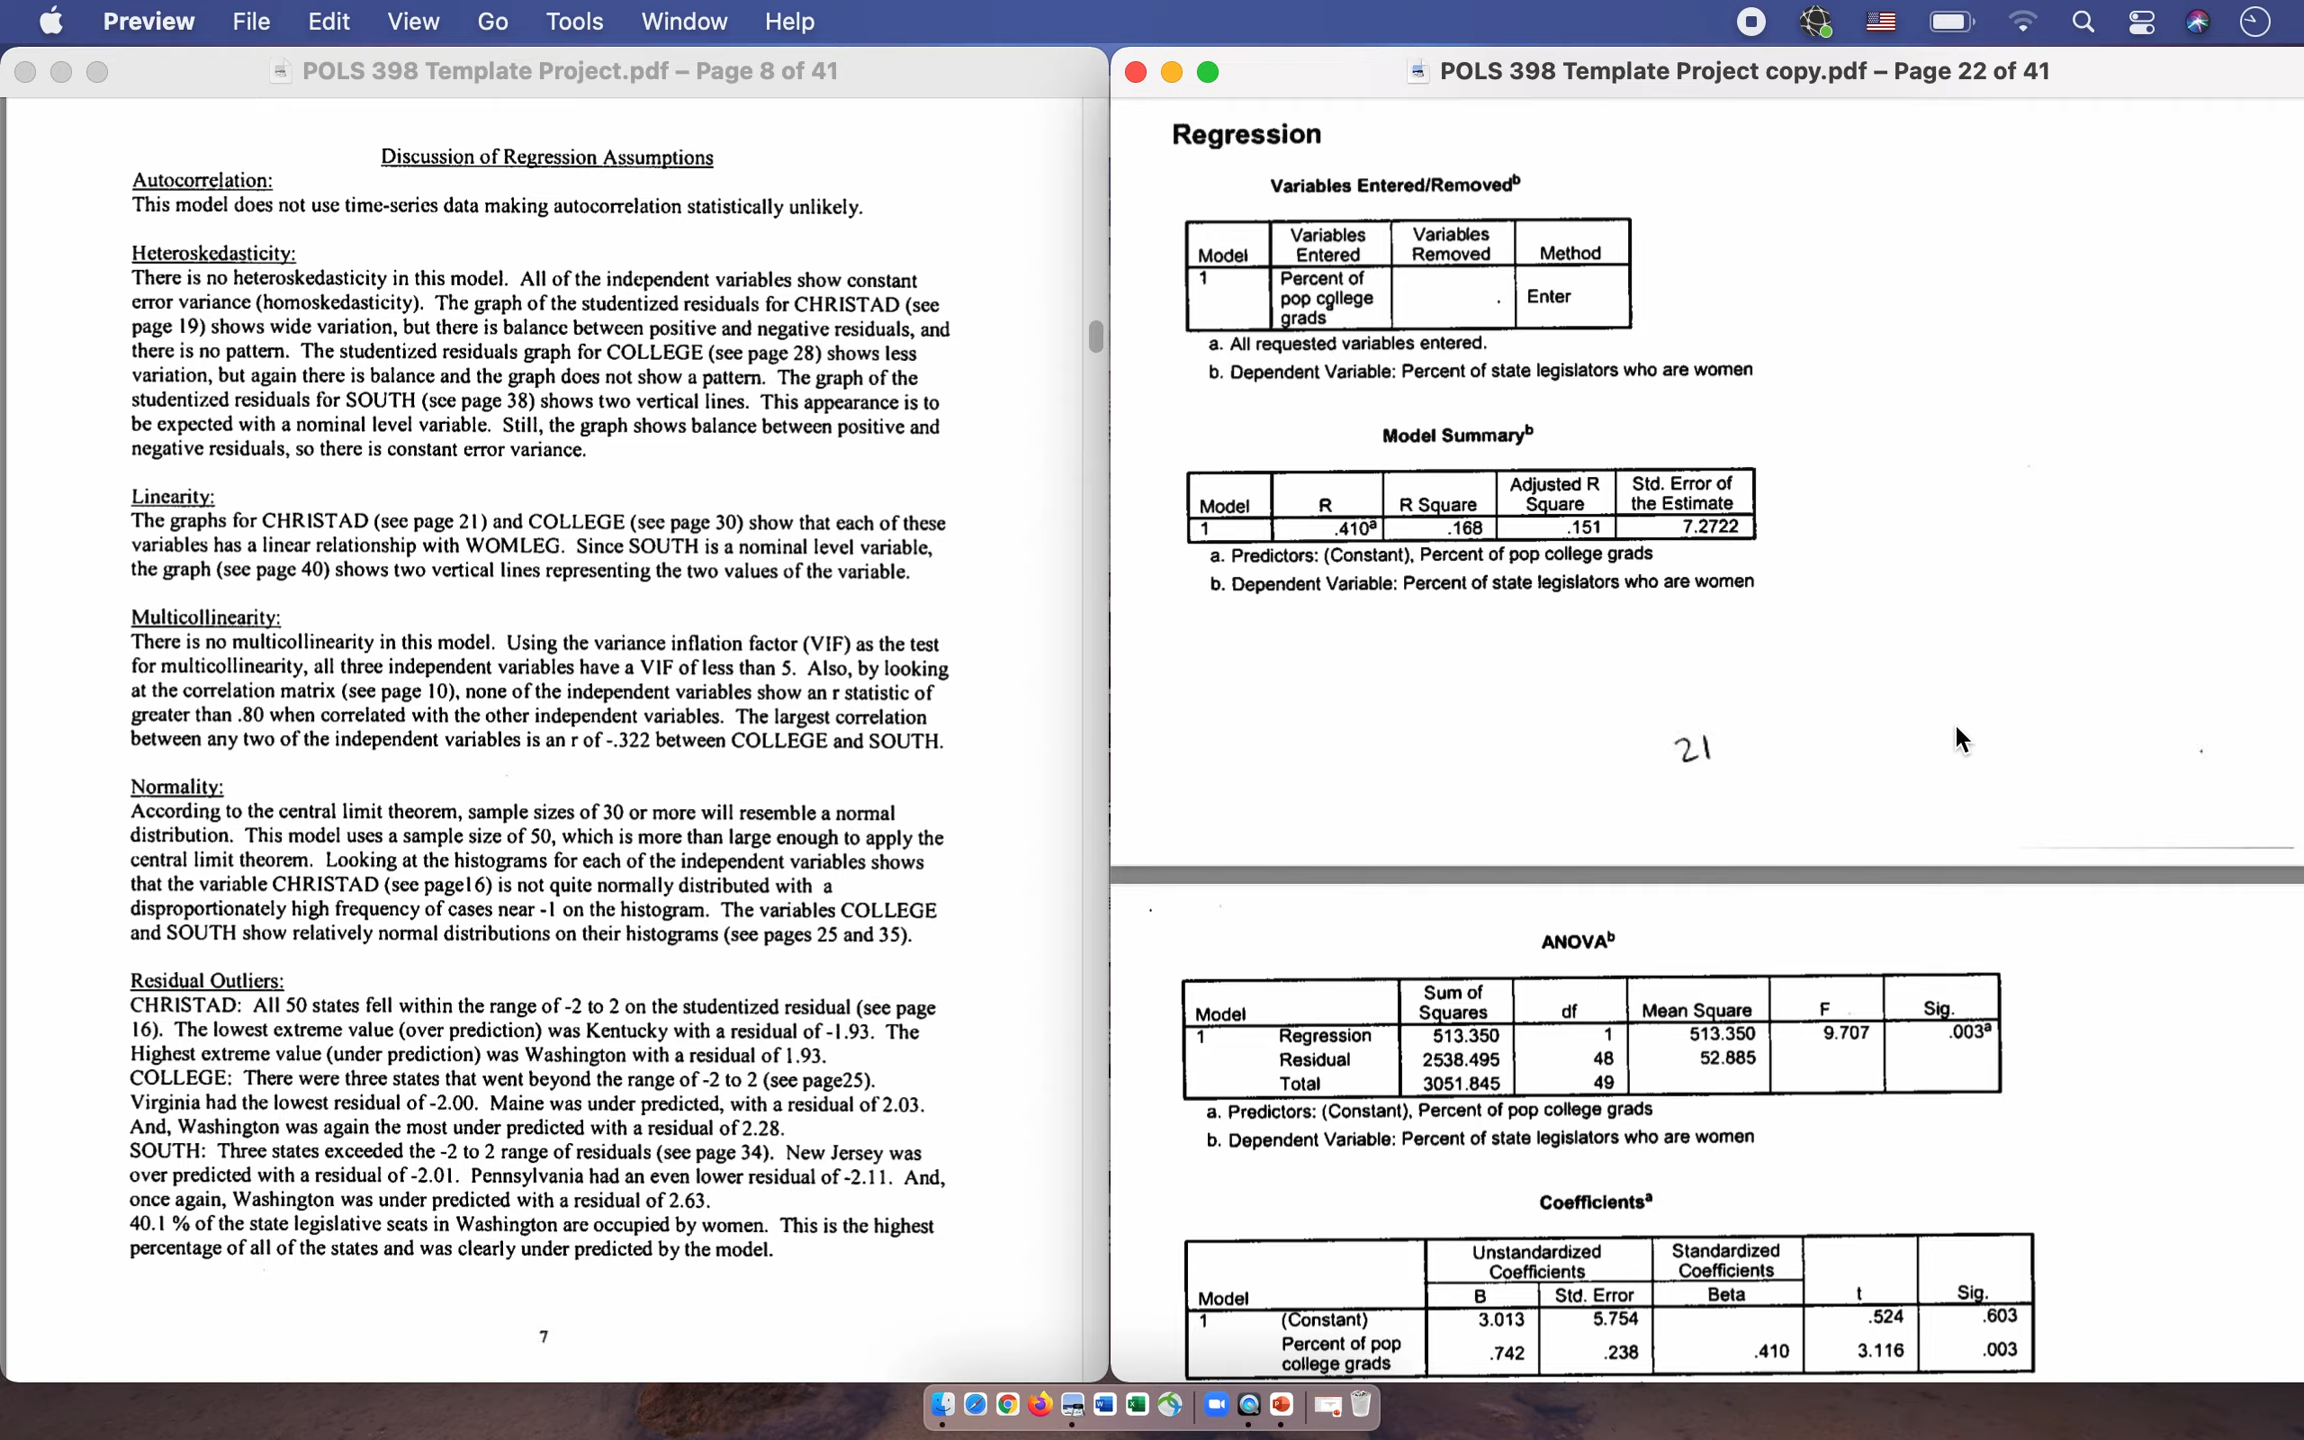 Preview File Edit View Go Tools Window Help
POLS 398 Template Project.pdf – Page 8 of 41
Discussion of Regression Assumptions
Autocorrelation:
This model does not use time-series data making autocorrelation statistically unlikely.
Heteroskedasticity:
There is no heteroskedasticity in this model. All of the independent variables show constant
error variance (homoskedasticity). The graph of the studentized residuals for CHRISTAD (see
page 19) shows wide variation, but there is balance between positive and negative residuals, and
there is no pattern. The studentized residuals graph for COLLEGE (see page 28) shows less
variation, but again there is balance and the graph does not show a pattern. The graph of the
studentized residuals for SOUTH (see page 38) shows two vertical lines. This appearance is to
be expected with a nominal level variable. Still, the graph shows balance between positive and
negative residuals, so there is constant error variance.
Linearity:
The graphs for CHRISTAD (see page 21) and COLLEGE (see page 30) show that each of these
variables has a linear relationship with WOMLEG. Since SOUTH is a nominal level variable,
the graph (see page 40) shows two vertical lines representing the two values of the variable.
Multicollinearity:
There is no multicollinearity in this model. Using the variance inflation factor (VIF) as the test
for multicollinearity, all three independent variables have a VIF of less than 5. Also, by looking
at the correlation matrix (see page 10), none of the independent variables show an r statistic of
greater than .80 when correlated with the other independent variables. The largest correlation
between any two of the independent variables is an r of -.322 between COLLEGE and SOUTH.
Normality:
According to the central limit theorem, sample sizes of 30 or more will resemble a normal
distribution. This model uses a sample size of 50, which is more than large enough to apply the
central limit theorem. Looking at the histograms for each of the independent variables shows
that the variable CHRISTAD (see page16) is not quite normally distributed with a
disproportionately high frequency of cases near -1 on the histogram. The variables COLLEGE
and SOUTH show relatively normal distributions on their histograms (see pages 25 and 35).
Residual Outliers:
CHRISTAD: All 50 states fell within the range of -2 to 2 on the studentized residual (see page
16). The lowest extreme value (over prediction) was Kentucky with a residual of -1.93. The
Highest extreme value (under prediction) was Washington with a residual of 1.93.
COLLEGE: There were three states that went beyond the range of -2 to 2 (see page25).
Virginia had the lowest residual of -2.00. Maine was under predicted, with a residual of 2.03.
And, Washington was again the most under predicted with a residual of 2.28.
SOUTH: Three states exceeded the -2 to 2 range of residuals (see page 34). New Jersey was
over predicted with a residual of -2.01. Pennsylvania had an even lower residual of -2.11. And,
once again, Washington was under predicted with a residual of 2.63.
40.1 % of the state legislative seats in Washington are occupied by women. This is the highest
percentage of all of the states and was clearly under predicted by the model.
7
POLS 398 Template Project copy.pdf – Page 22 of 41
Regression
Variables Entered/Removedb
Model Variables Entered Variables Removed Method
1 Percent of pop college grads . Enter
a. All requested variables entered.
b. Dependent Variable: Percent of state legislators who are women
Model Summaryb
Model R R Square Adjusted R Square Std. Error of the Estimate
1 .410a .168 .151 7.2722
a. Predictors: (Constant), Percent of pop college grads
b. Dependent Variable: Percent of state legislators who are women
21
ANOVAb
Model Sum of Squares df Mean Square F Sig.
1 Regression 513.350 1 513.350 9.707 .003a
Residual 2538.495 48 52.885
Total 3051.845 49
a. Predictors: (Constant), Percent of pop college grads
b. Dependent Variable: Percent of state legislators who are women
Coefficientsa
Unstandardized Coefficients Standardized Coefficients
Model B Std. Error Beta t Sig.
1 (Constant) 3.013 5.754 .524 .603
Percent of pop college grads .742 .238 .410 3.116 .003